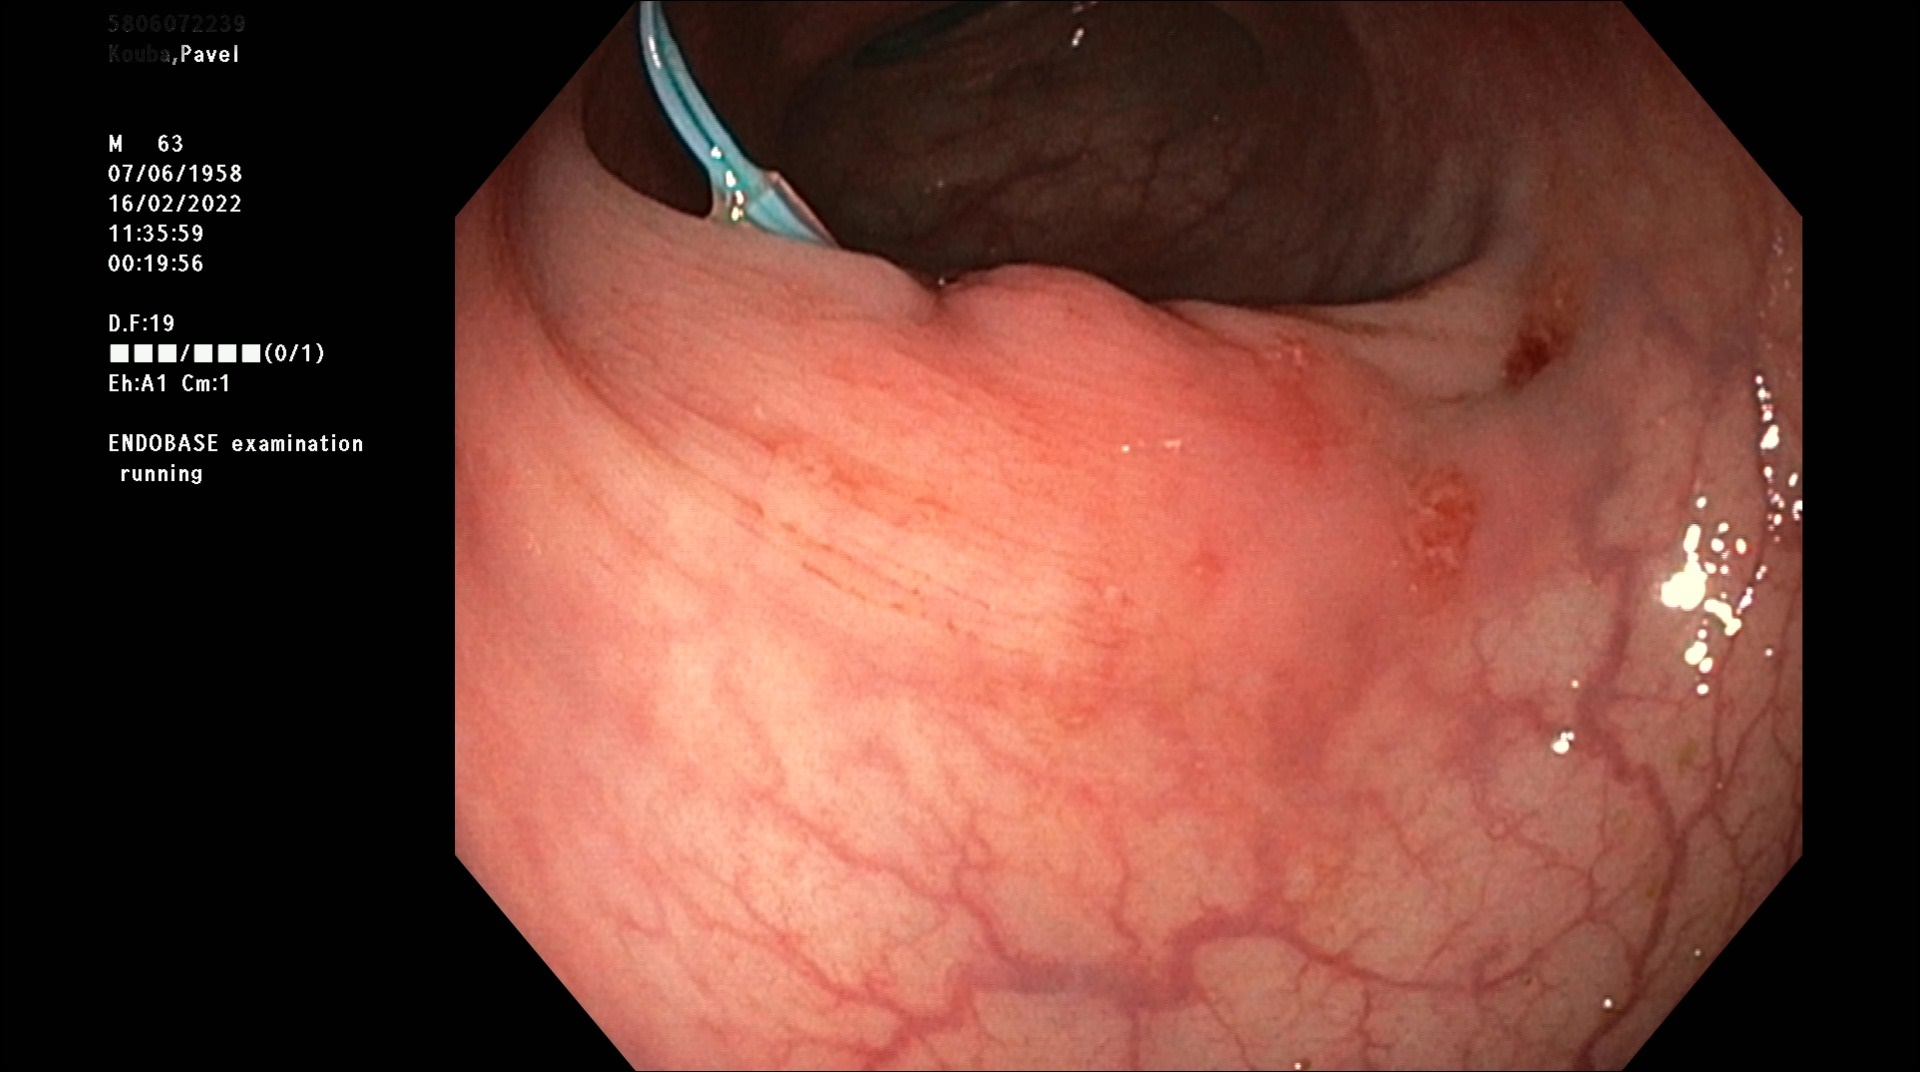 5806072239
Kouba,Pavel
M 63
07/06/1958
16/02/2022
11:35:59
00:19:56
D.F:19
■■■/■■■(0/1)
Eh:A1 Cm:1
ENDOBASE examination
running